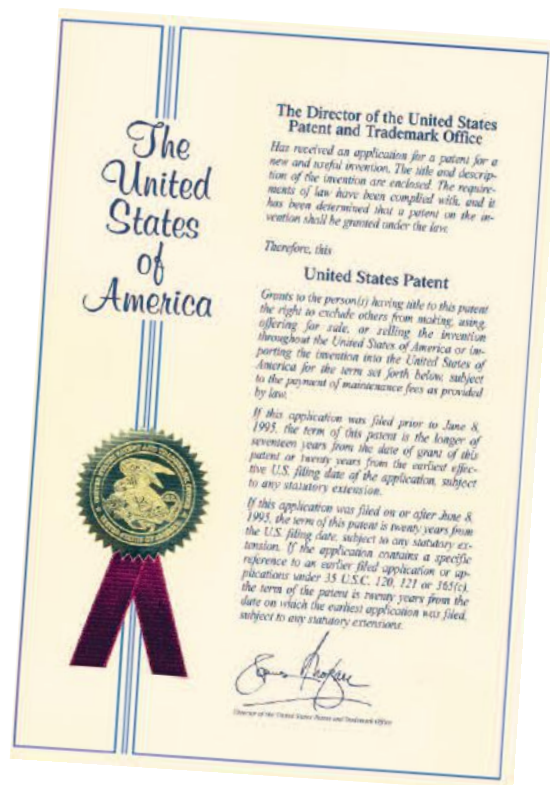 The
United
States
of
America
The Director of the United States
Patent and Trademark Office
Has received an application for a patent for a
new and useful invention. The title and descrip-
tion of the invention are enclosed. The require-
ments of law have been complied with, and it
has been determined that a patent on the in-
vention shall be granted under the law.
Therefore, this
United States Patent
Grants to the person(s) having title to this patent
the right to exclude others from making, using,
offering for sale, or selling the invention
throughout the United States of America or im-
porting the invention into the United States of
America for the term set forth below, subject
to the payment of maintenance fees as provided
by law.
If this application was filed prior to June 8,
1995, the term of this patent is the longer of
seventeen years from the date of grant of this
patent or twenty years from the earliest effec-
tive U.S. filing date of the application, subject
to any statutory extension.
If this application was filed on or after June 8,
1995, the term of this patent is twenty years from
the U.S. filing date, subject to any statutory ex-
tension. If the application contains a specific
reference to an earlier filed application or ap-
plications under 35 U.S.C. 120, 121 or 365(c),
the term of the patent is twenty years from the
date on which the earliest application was filed,
subject to any statutory extensions.
Director of the United States Patent and Trademark Office